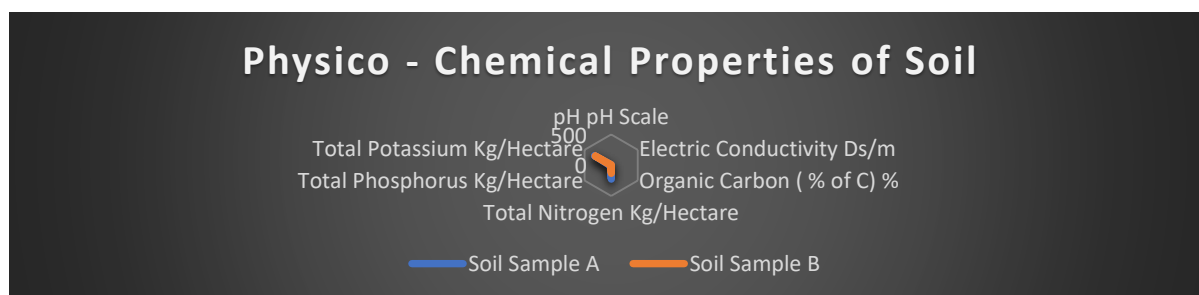 Physico - Chemical Properties of Soil
pH pH Scale
500
Total Potassium Kg/Hectare
Electric Conductivity Ds/m
0
Total Phosphorus Kg/Hectare
Organic Carbon ( % of C) %
Total Nitrogen Kg/Hectare
Soil Sample A
Soil Sample B